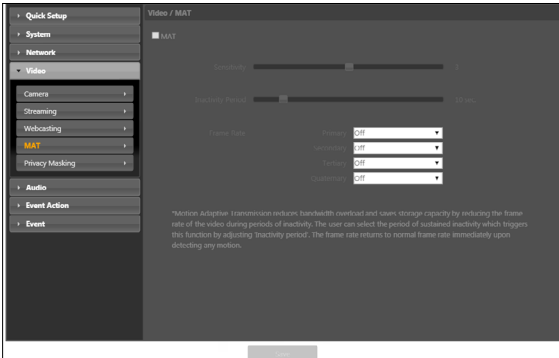 Quick Setup
System
Network
Video
Camera
Streaming
Webcasting
MAT
Privacy Masking
Audio
Event Action
Event
Video / MAT
MAT
Sensitivity
5
Inactivity Period
10 sec.
Frame Rate
Primary Off
Secondary Off
Tertiary Off
Quaternary Off
*Motion Adaptive Transmission reduces bandwidth overload and saves storage capacity by reducing the frame
rate of the video during periods of inactivity. The user can select the period of sustained inactivity which triggers
this function by adjusting 'Inactivity period'. The frame rate returns to normal frame rate immediately upon
detecting any motion.